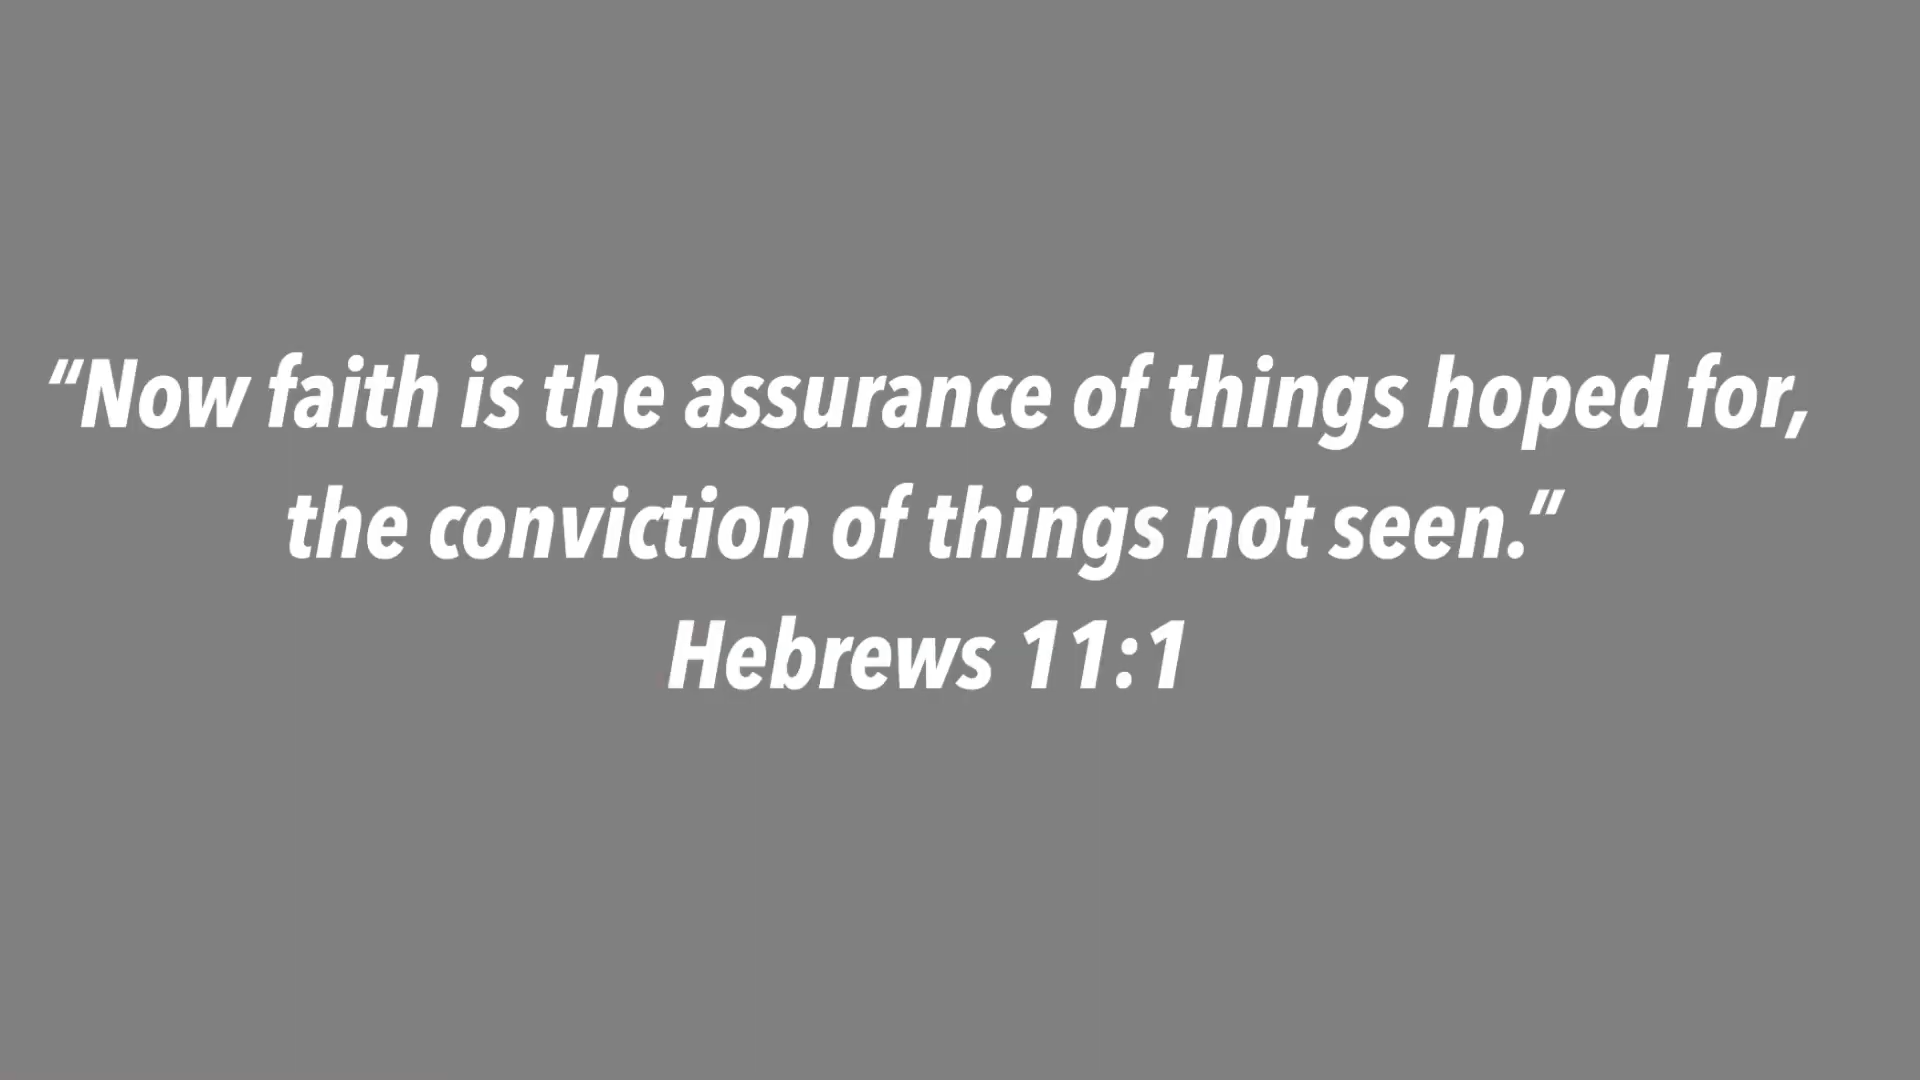 “Now faith is the assurance of things hoped for,
the conviction of things not seen.“
Hebrews 11:1